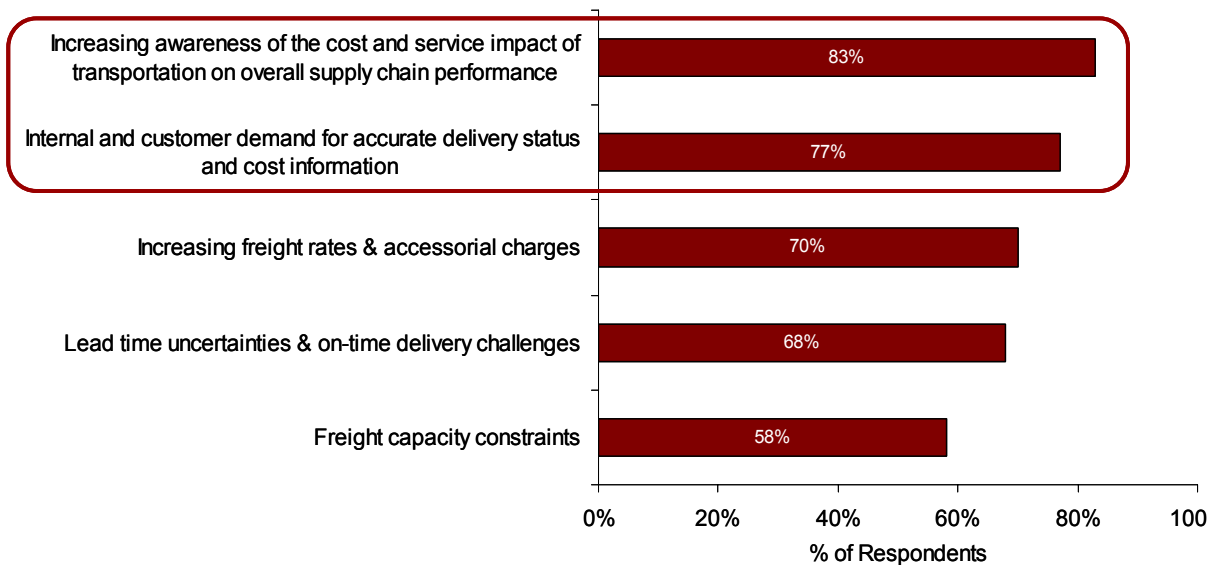 Increasing awareness of the cost and service impact of
transportation on overall supply chain performance
83%
Internal and customer demand for accurate delivery status
and cost information
77%
Increasing freight rates & accessorial charges
70%
Lead time uncertainties & on-time delivery challenges
68%
Freight capacity constraints
58%
0% 20% 40% 60% 80% 100
% of Respondents